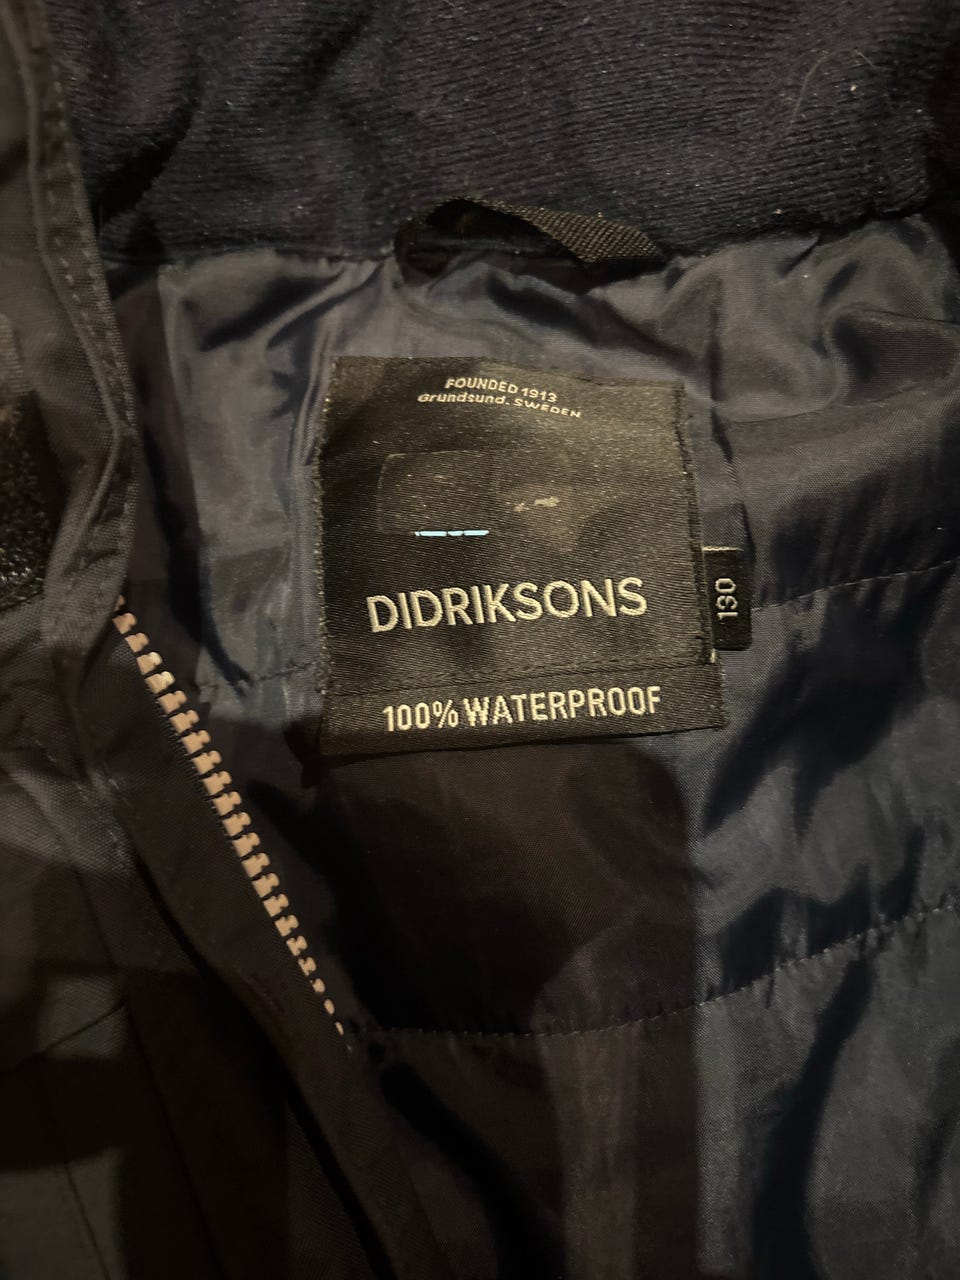 FOUNDED 1913
Grundsund. SWEDEN
DIDRIKSONS
130
100% WATERPROOF